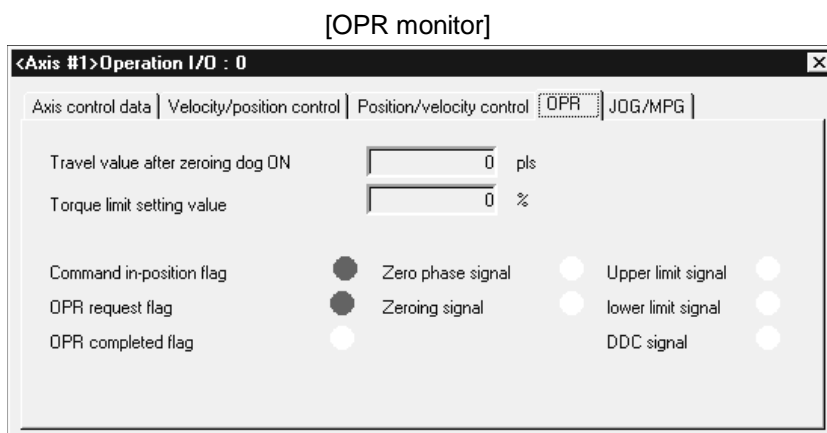 [OPR monitor]
<Axis #1>Operation I/O : 0
Axis control data Velocity/position control Position/velocity control OPR JOG/MPG
Travel value after zeroing dog ON 0 pls
Torque limit setting value 0 %
Command in-position flag Zero phase signal Upper limit signal
OPR request flag Zeroing signal lower limit signal
OPR completed flag DDC signal